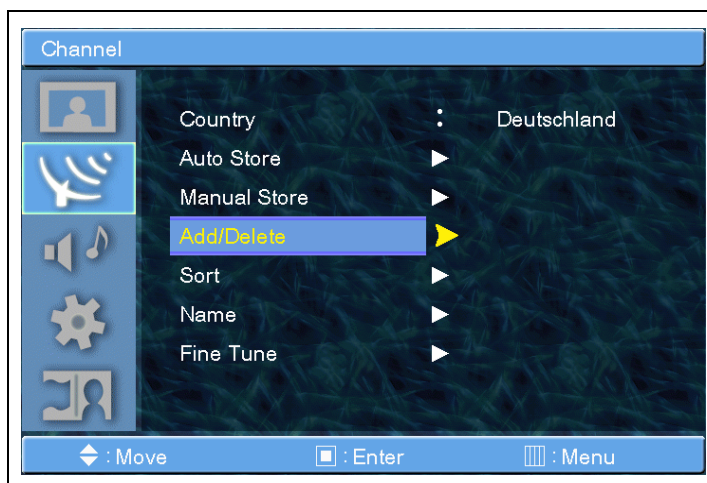 Channel
Country : Deutschland
Auto Store
Manual Store
Add/Delete
Sort
Name
Fine Tune
: Move : Enter : Menu